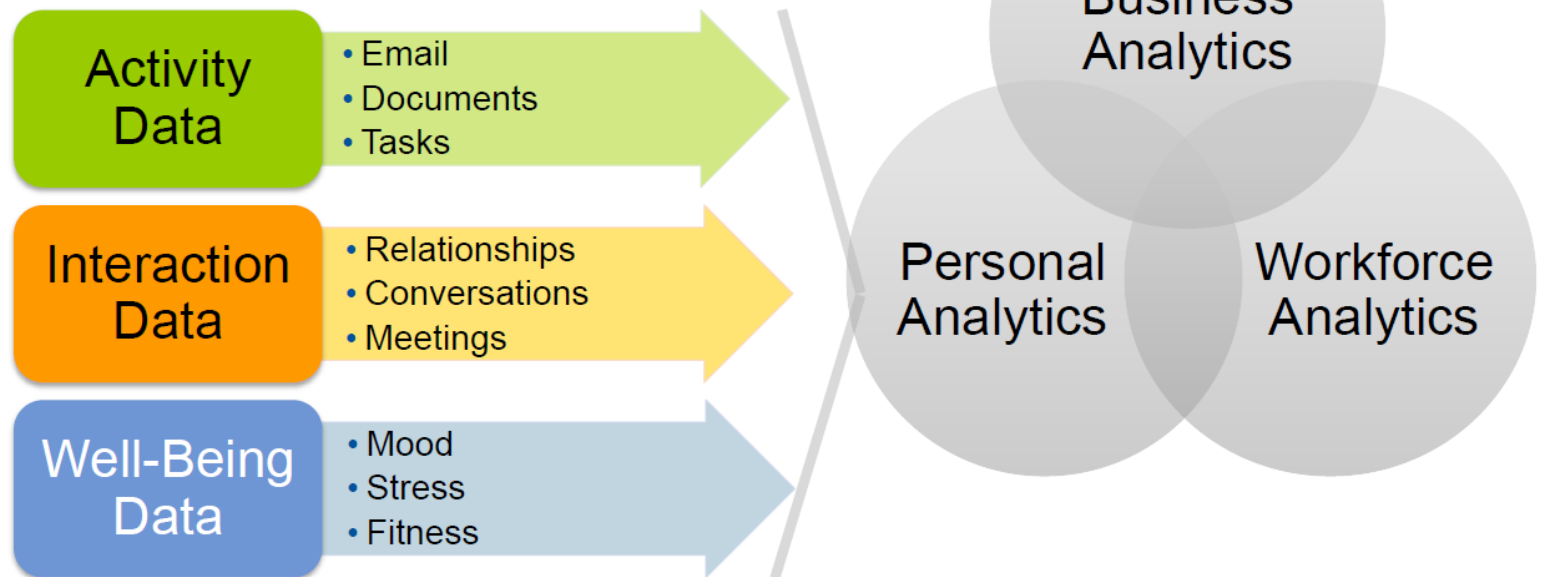 Activity
Data
• Email
• Documents
• Tasks
Interaction
Data
• Relationships
• Conversations
• Meetings
Well-Being
Data
• Mood
• Stress
• Fitness
Business
Analytics
Personal
Analytics
Workforce
Analytics